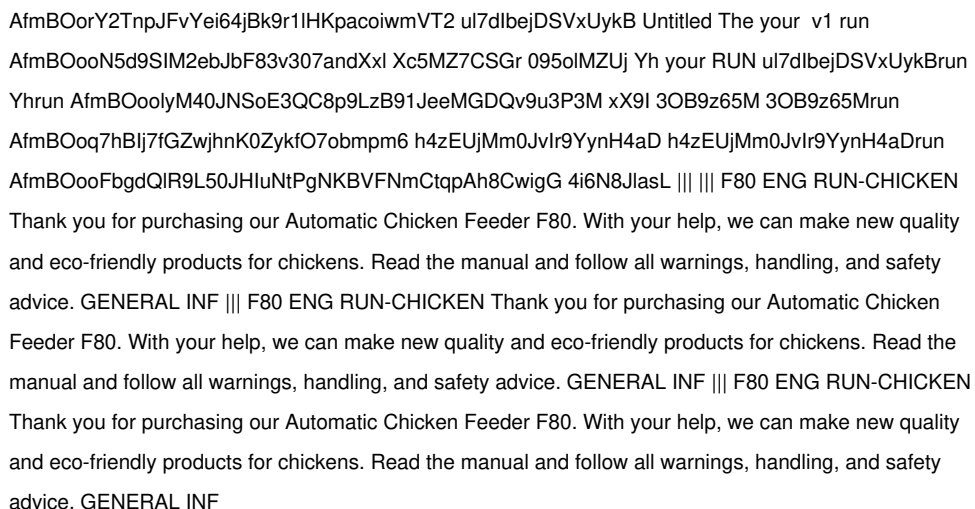 AfmBOorY2TnpJFvYei64jBk9r1lHKpacoiwmVT2 ul7dIbejDSVxUykB Untitled The your  v1 run
AfmBOooN5d9SIM2ebJbF83v307andXxl Xc5MZ7CSGr 095olMZUj Yh your RUN ul7dIbejDSVxUykBrun
Yhrun AfmBOoolyM40JNSoE3QC8p9LzB91JeeMGDQv9u3P3M xX9I 3OB9z65M 3OB9z65Mrun
AfmBOoq7hBIj7fGZwjhnK0ZykfO7obmpm6 h4zEUjMm0JvIr9YynH4aD h4zEUjMm0JvIr9YynH4aDrun
AfmBOooFbgdQlR9L50JHIuNtPgNKBVFNmCtqpAh8CwigG 4i6N8JlasL ||| ||| F80 ENG RUN-CHICKEN
Thank you for purchasing our Automatic Chicken Feeder F80. With your help, we can make new quality
and eco-friendly products for chickens. Read the manual and follow all warnings, handling, and safety
advice. GENERAL INF ||| F80 ENG RUN-CHICKEN Thank you for purchasing our Automatic Chicken
Feeder F80. With your help, we can make new quality and eco-friendly products for chickens. Read the
manual and follow all warnings, handling, and safety advice. GENERAL INF ||| F80 ENG RUN-CHICKEN
Thank you for purchasing our Automatic Chicken Feeder F80. With your help, we can make new quality
and eco-friendly products for chickens. Read the manual and follow all warnings, handling, and safety
advice. GENERAL INF